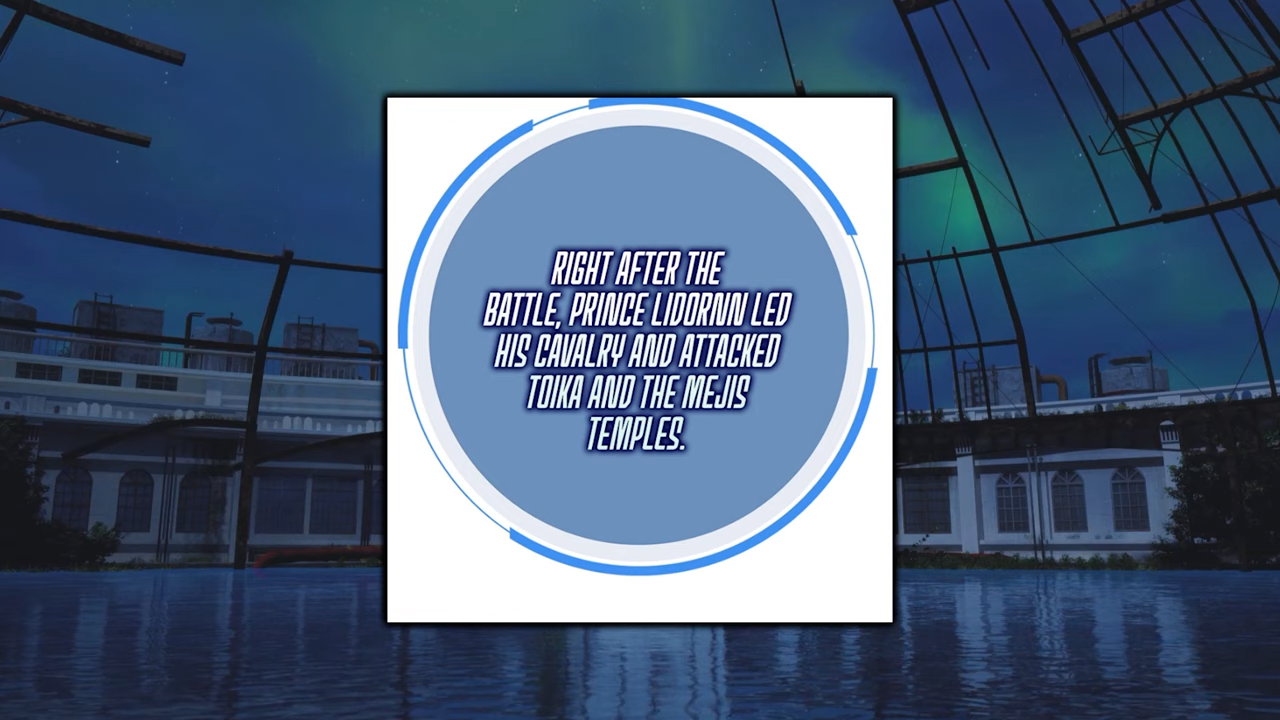 RIGHT AFTER THE
BATTLE, PRINCE LIDORNN LED
HIS CAVALRY AND ATTACKED
TOIKA AND THE MEJIS
TEMPLES.